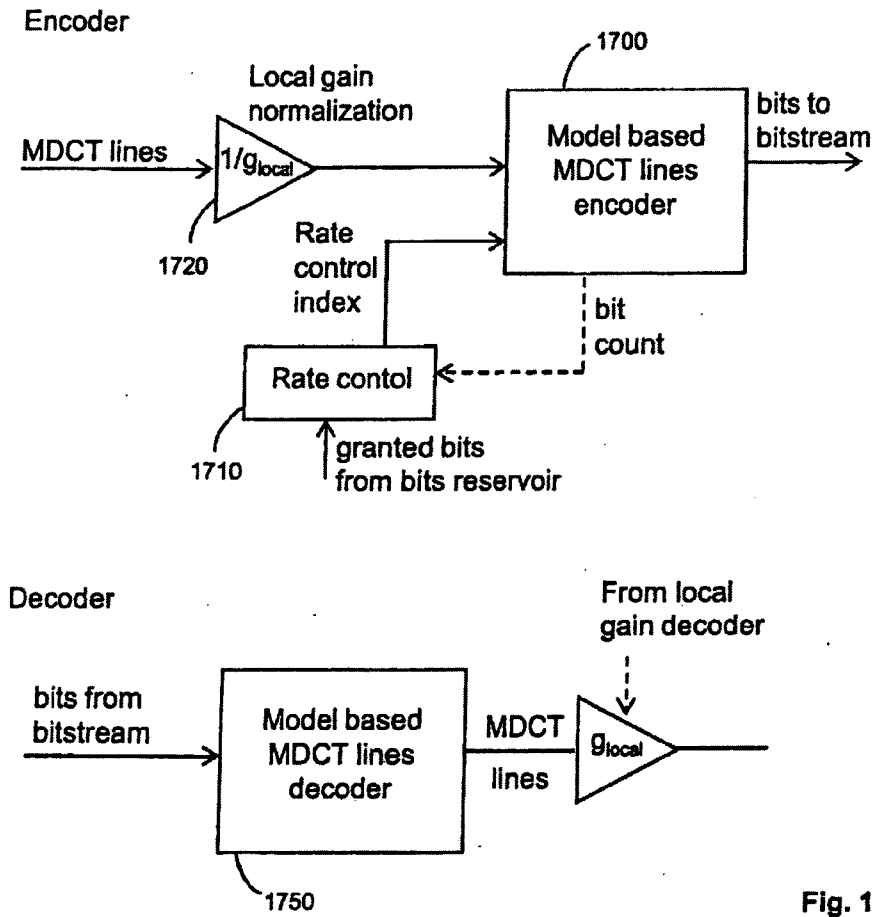 Encoder
1700
Local gain
normalization
bits to
bitstream
MDCT lines
1/glocal
Model based
MDCT lines
encoder
1720
Rate
control
index
bit
count
Rate contol
1710
granted bits
from bits reservoir
Decoder
From local
gain decoder
bits from
bitstream
Model based
MDCT lines
decoder
MDCT
lines
glocal
1750
Fig. 1